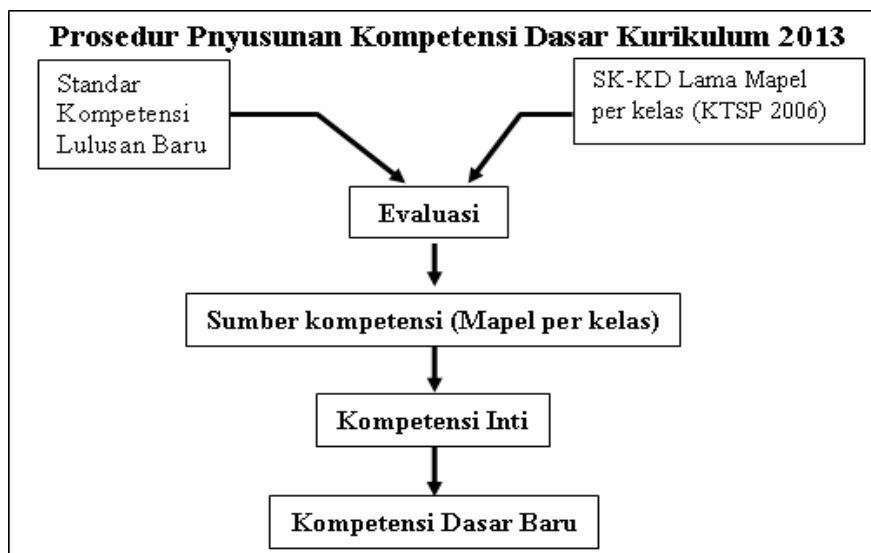 Prosedur Pnyusunan Kompetensi Dasar Kurikulum 2013
Standar
Kompetensi
Lulusan Baru
SK-KD Lama Mapel
per kelas (KTSP 2006)
Evaluasi
Sumber kompetensi (Mapel per kelas)
Kompetensi Inti
Kompetensi Dasar Baru